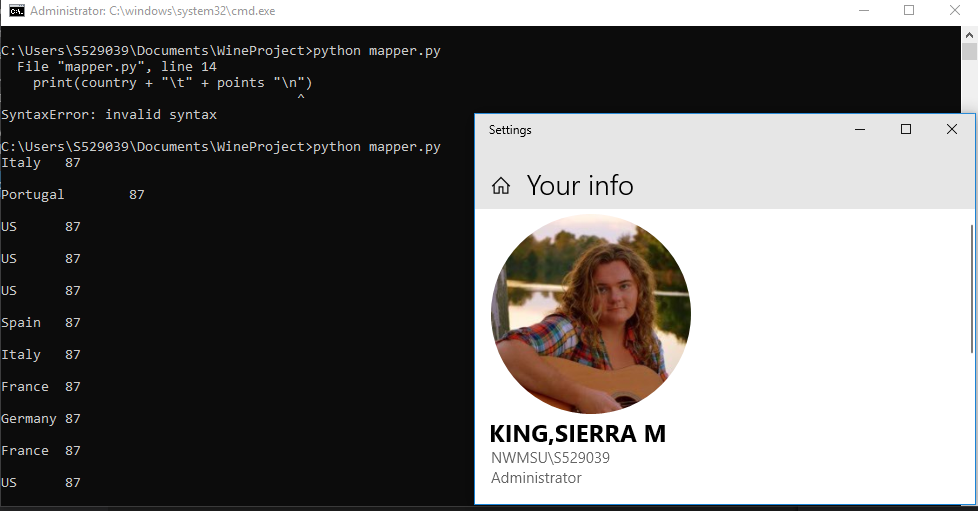 Administrator: C:\windows\system32\cmd.exe
C:\Users\S529039\Documents\WineProject>python mapper.py
File "mapper.py", line 14
print(country + "\t" + points "\n")
^
SyntaxError: invalid syntax
C:\Users\S529039\Documents\WineProject>python mapper.py
Italy 87
Portugal 87
US 87
US 87
US 87
Spain 87
Italy 87
France 87
Germany 87
France 87
US 87
Settings
Your info
KING,SIERRA M
NWMSU\S529039
Administrator